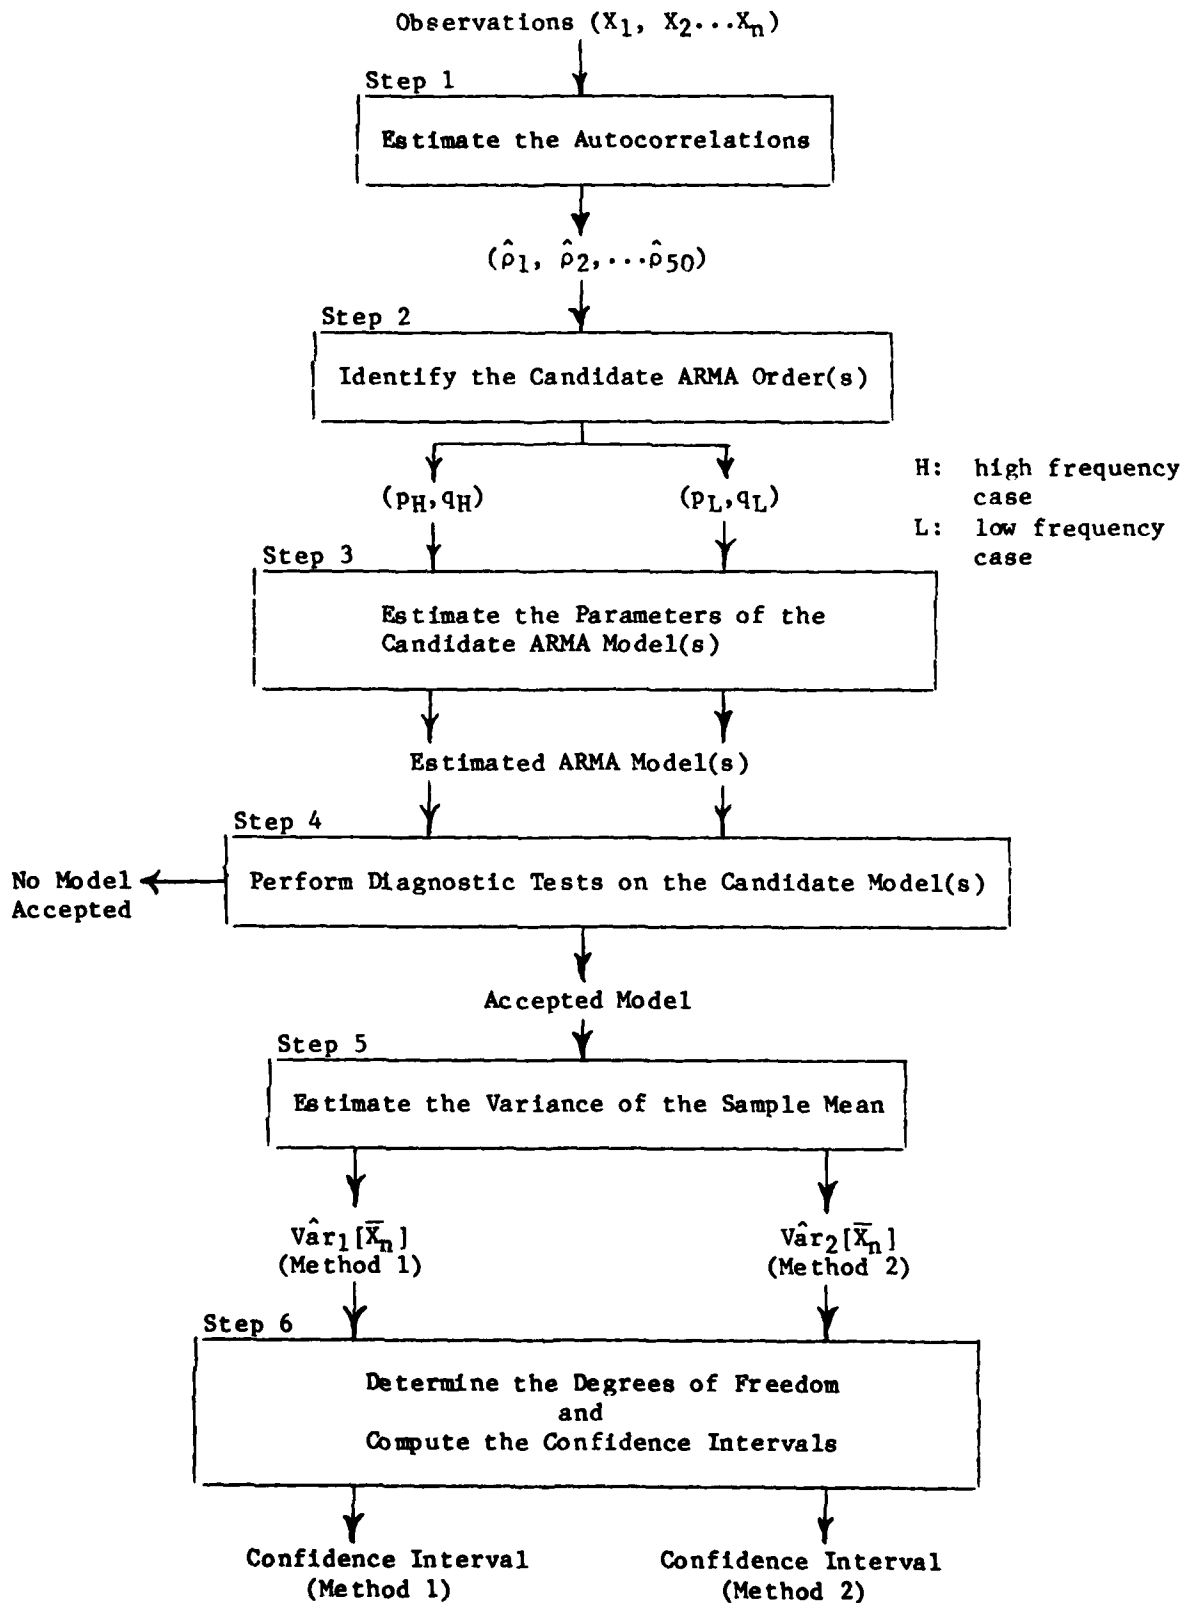 Observations (X1, X2...Xn)
Step 1
Estimate the Autocorrelations
(ρ̂1, ρ̂2,...ρ̂50)
Step 2
Identify the Candidate ARMA Order(s)
(pH,qH)
(pL,qL)
H: high frequency
case
L: low frequency
case
Step 3
Estimate the Parameters of the
Candidate ARMA Model(s)
Estimated ARMA Model(s)
Step 4
No Model
Accepted
Perform Diagnostic Tests on the Candidate Model(s)
Accepted Model
Step 5
Estimate the Variance of the Sample Mean
Vâr1[X̅n]
(Method 1)
Vâr2[X̅n]
(Method 2)
Step 6
Determine the Degrees of Freedom
and
Compute the Confidence Intervals
Confidence Interval
(Method 1)
Confidence Interval
(Method 2)